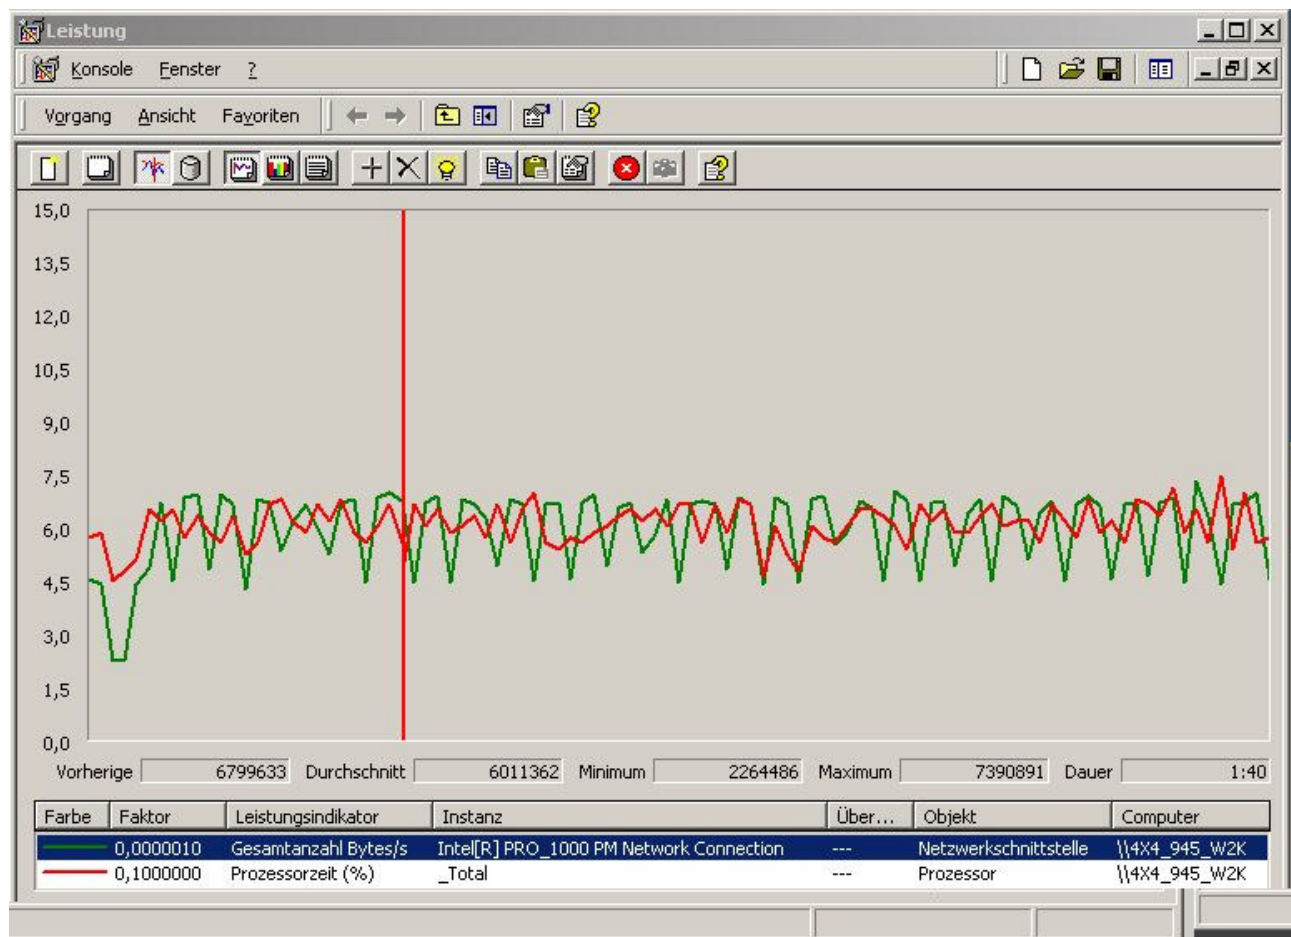 Leistung
Konsole Fenster ?
Vorgang Ansicht Favoriten
15,0
13,5
12,0
10,5
9,0
7,5
6,0
4,5
3,0
1,5
0,0
Vorherige 6799633 Durchschnitt 6011362 Minimum 2264486 Maximum 7390891 Dauer 1:40
Farbe Faktor Leistungsindikator Instanz Über... Objekt Computer
0,0000010 Gesamtanzahl Bytes/s Intel[R] PRO_1000 PM Network Connection --- Netzwerkschnittstelle \\4X4_945_W2K
0,1000000 Prozessorzeit (%) _Total --- Prozessor \\4X4_945_W2K